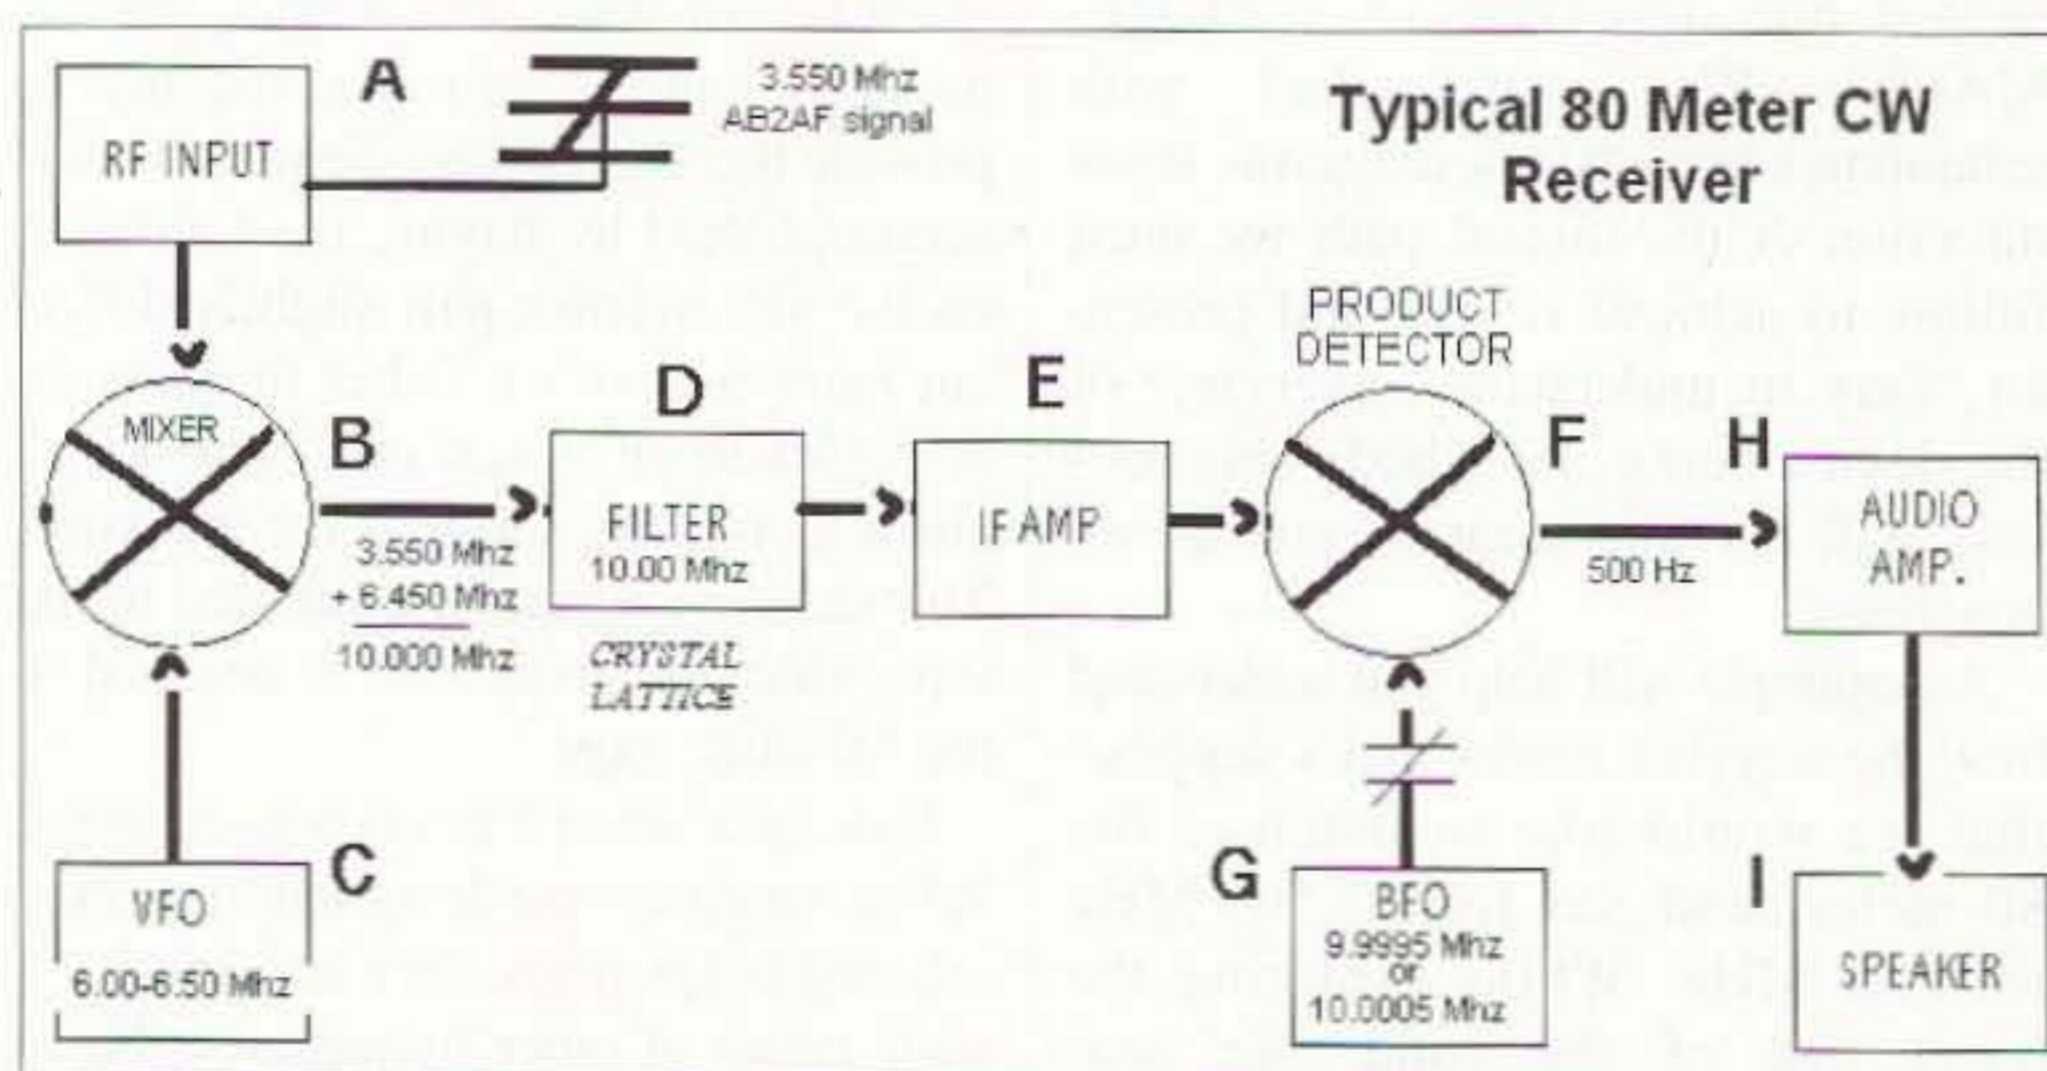 Typical 80 Meter CW
Receiver
A
3.550 Mhz
AB2AF signal
RF INPUT
MIXER
B
3.550 Mhz
+ 6.450 Mhz
10.000 Mhz
C
VFO
6.00-6.50 Mhz
D
FILTER
10.00 Mhz
CRYSTAL
LATTICE
E
IF AMP
PRODUCT
DETECTOR
F
500 Hz
G
BFO
9.9995 Mhz
or
10.0005 Mhz
H
AUDIO
AMP.
I
SPEAKER